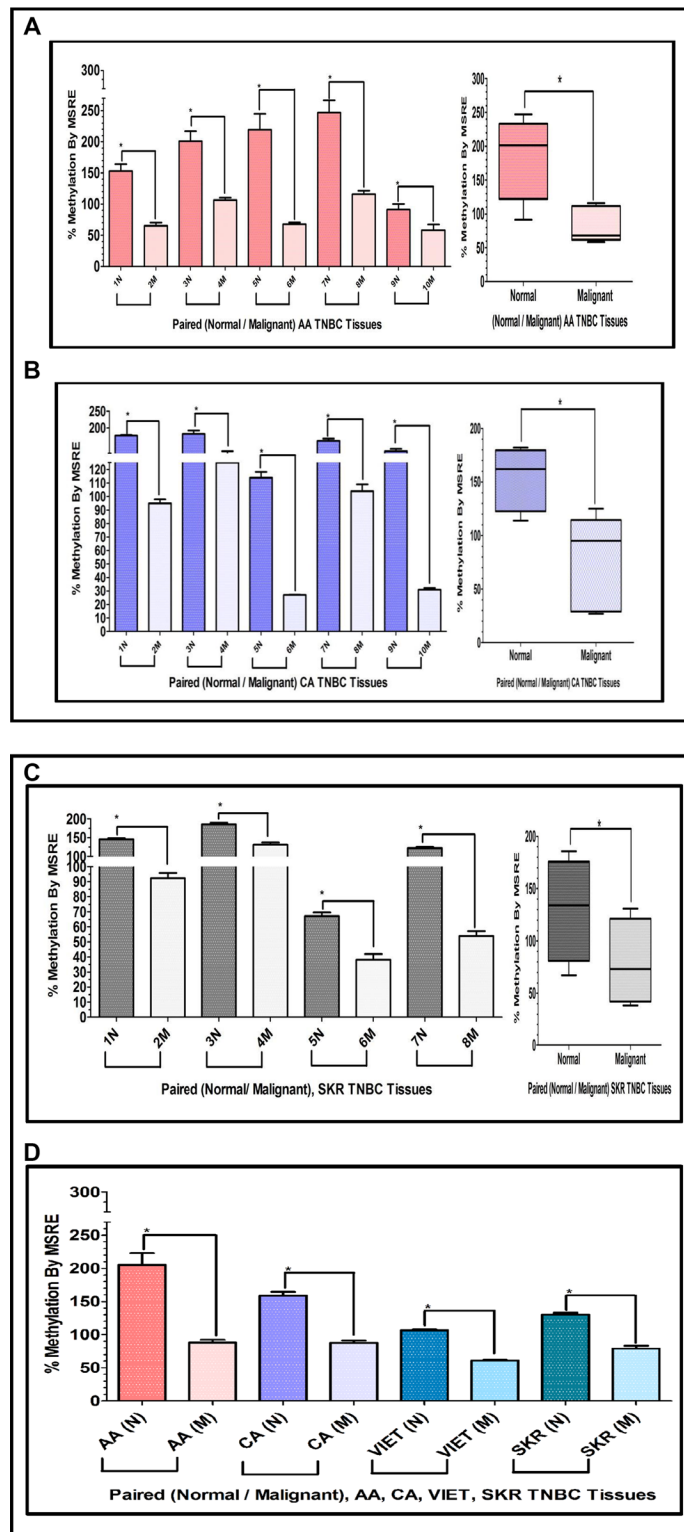 A
% Methylation By MSRE
300
250
200
150
100
50
0
*
*
*
*
*
1N
2M
3N
4M
5N
6M
7N
8M
9N
10M
Paired (Normal / Malignant) AA TNBC Tissues
% Methylation By MSRE
300
250
200
150
100
50
0
*
Normal
Malignant
(Normal / Malignant) AA TNBC Tissues
B
% Methylation By MSRE
250
200
150
120
110
100
90
80
70
60
50
40
30
20
10
0
*
*
*
*
*
1N
2M
3N
4M
5N
6M
7N
8M
9N
10M
Paired (Normal / Malignant) CA TNBC Tissues
% Methylation By MSRE
200
150
100
50
0
*
Normal
Malignant
Paired (Normal / Malignant) CA TNBC Tissues
C
% Methylation By MSRE
200
150
100
90
80
70
60
50
40
30
20
10
0
*
*
*
*
1N
2M
3N
4M
5N
6M
7N
8M
Paired (Normal/ Malignant), SKR TNBC Tissues
% Methylation By MSRE
200
150
100
50
0
*
Normal
Malignant
Paired (Normal / Malignant) SKR TNBC Tissues
D
% Methylation By MSRE
300
250
200
150
100
50
0
*
*
*
*
AA (N)
AA (M)
CA (N)
CA (M)
VIET (N)
VIET (M)
SKR (N)
SKR (M)
Paired (Normal / Malignant), AA, CA, VIET, SKR TNBC Tissues